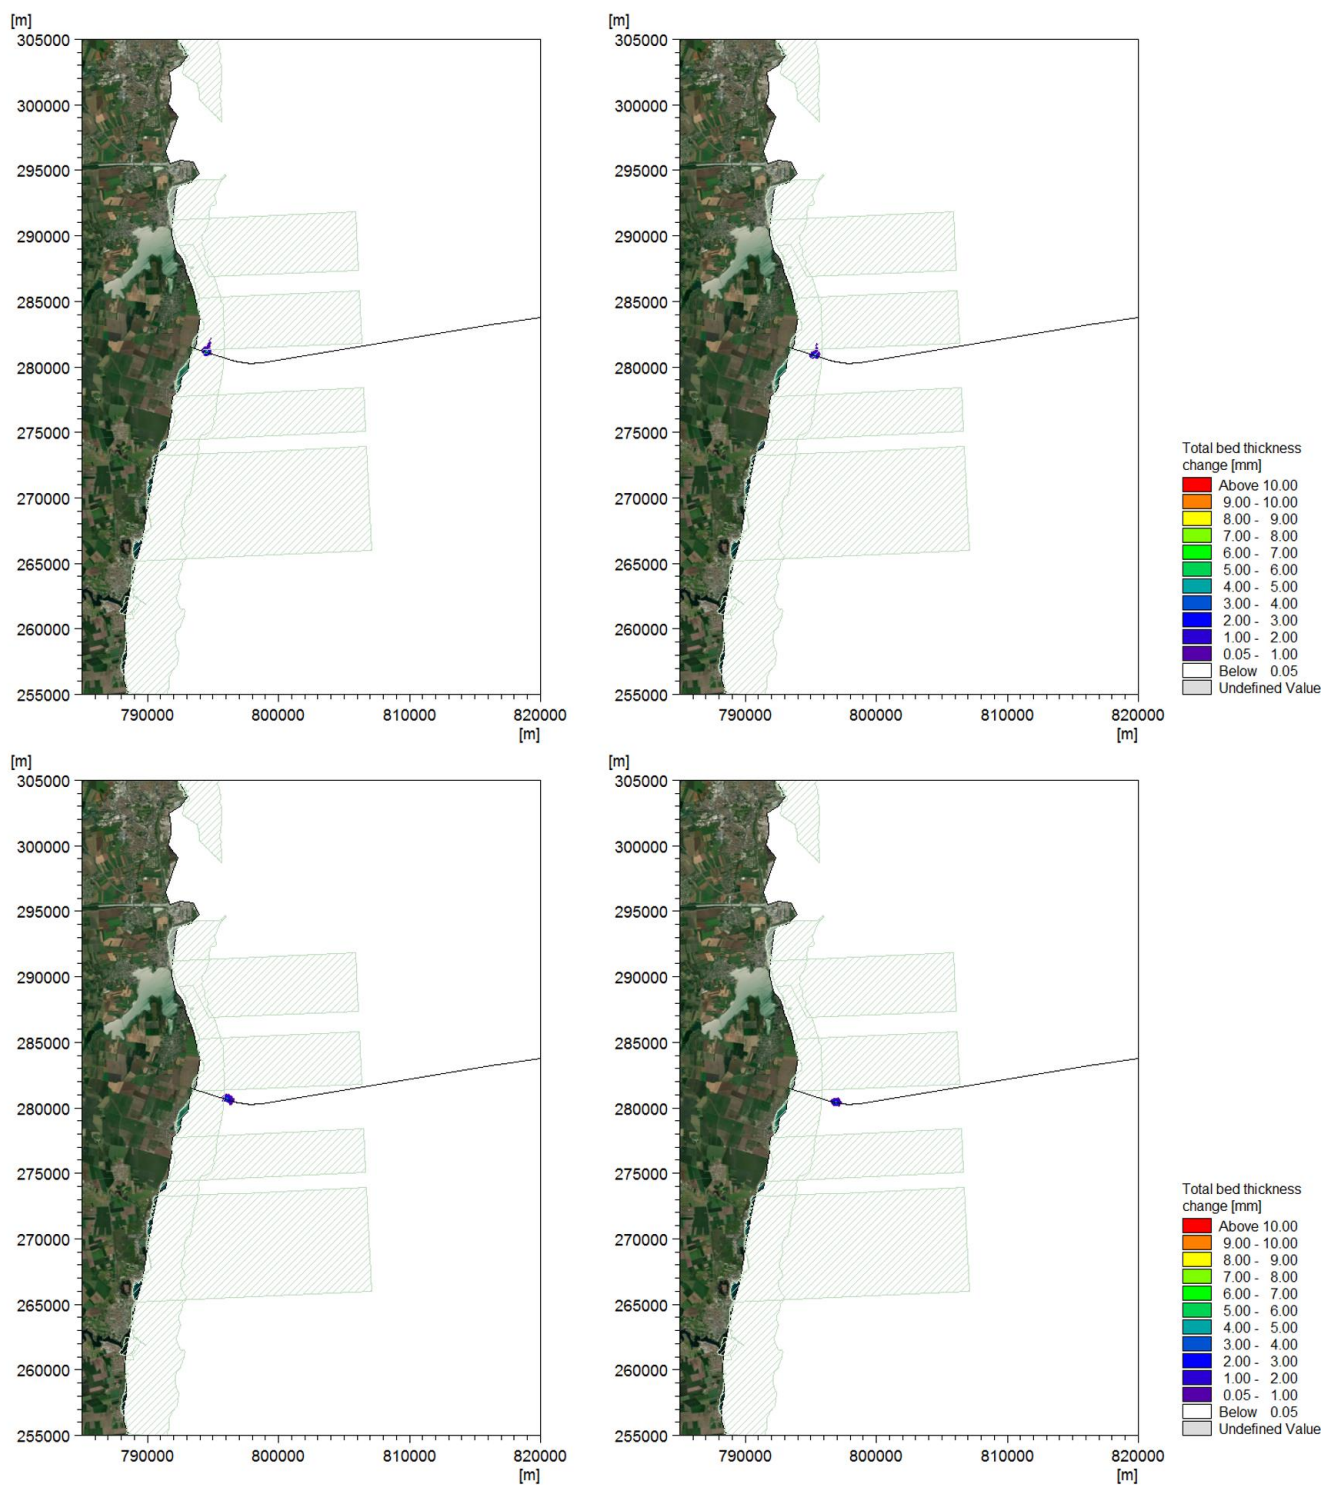 [m]
305000
300000
295000
290000
285000
280000
275000
270000
265000
260000
255000
790000 800000 810000 820000
[m]
[m]
305000
300000
295000
290000
285000
280000
275000
270000
265000
260000
255000
790000 800000 810000 820000
[m]
Total bed thickness
change [mm]
Above 10.00
9.00 - 10.00
8.00 - 9.00
7.00 - 8.00
6.00 - 7.00
5.00 - 6.00
4.00 - 5.00
3.00 - 4.00
2.00 - 3.00
1.00 - 2.00
0.05 - 1.00
Below 0.05
Undefined Value
[m]
305000
300000
295000
290000
285000
280000
275000
270000
265000
260000
255000
790000 800000 810000 820000
[m]
[m]
305000
300000
295000
290000
285000
280000
275000
270000
265000
260000
255000
790000 800000 810000 820000
[m]
Total bed thickness
change [mm]
Above 10.00
9.00 - 10.00
8.00 - 9.00
7.00 - 8.00
6.00 - 7.00
5.00 - 6.00
4.00 - 5.00
3.00 - 4.00
2.00 - 3.00
1.00 - 2.00
0.05 - 1.00
Below 0.05
Undefined Value